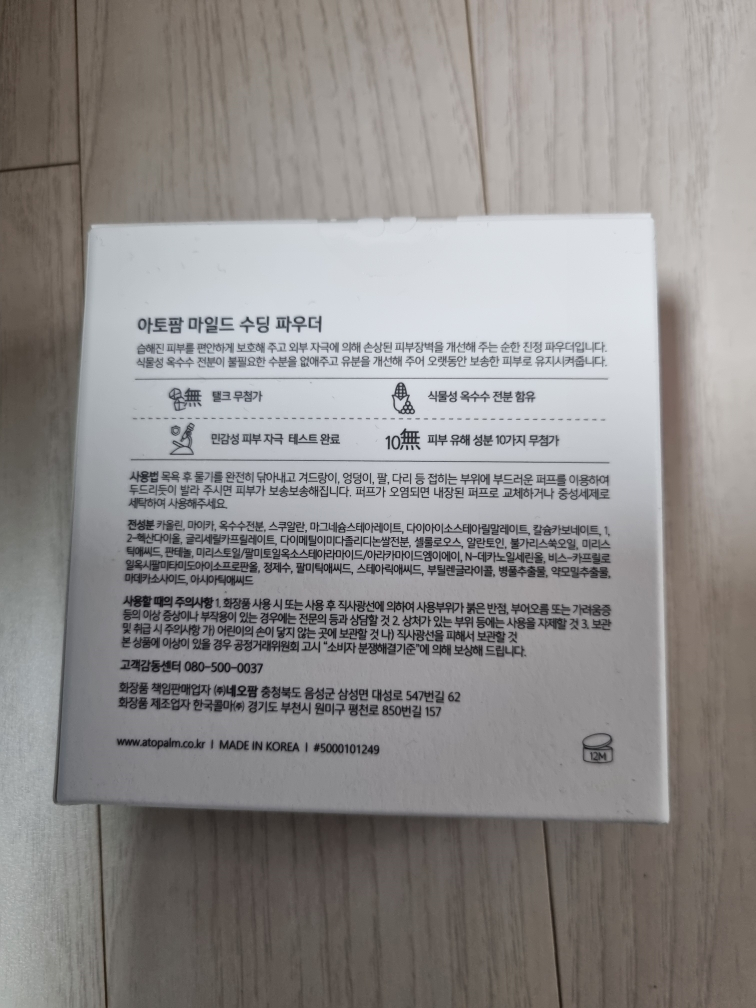 아토팜 마일드 수딩 파우더
습해진 피부를 편안하게 보호해 주고 외부 자극에 의해 손상된 피부장벽을 개선해 주는 순한 진정 파우더입니다.
식물성 옥수수 전분이 불필요한 수분을 없애주고 유분을 개선해 주어 오랫동안 보송한 피부로 유지시켜줍니다.
無 탤크 무첨가
식물성 옥수수 전분 함유
민감성 피부 자극 테스트 완료
10無 피부 유해 성분 10가지 무첨가
사용법 목욕 후 물기를 완전히 닦아내고 겨드랑이, 엉덩이, 팔, 다리 등 접히는 부위에 부드러운 퍼프를 이용하여
두드리듯이 발라 주시면 피부가 보송보송해집니다. 퍼프가 오염되면 내장된 퍼프로 교체하거나 중성세제로
세탁하여 사용해주세요.
전성분 카올린, 마이카, 옥수수전분, 스쿠알란, 마그네슘스테아레이트, 다이아이소스테아릴말레이트, 칼슘카보네이트, 1,
2-헥산다이올, 글리세릴카프릴레이트, 다이메틸이미다졸리디논쌀전분, 셀룰로오스, 알란토인, 불가리스쑥오일, 미리스
틱애씨드, 판테놀, 미리스토일/팔미토일옥소스테아라마이드/아라카마이드엠이에이, N-데카노일세린올, 비스-카프릴로
일옥시팔미타미도아이소프로판올, 정제수, 팔미틱애씨드, 스테아릭애씨드, 부틸렌글라이콜, 병풀추출물, 약모밀추출물,
마데카소사이드, 아시아틱애씨드
사용할 때의 주의사항 1. 화장품 사용 시 또는 사용 후 직사광선에 의하여 사용부위가 붉은 반점, 부어오름 또는 가려움증
등의 이상 증상이나 부작용이 있는 경우에는 전문의 등과 상담할 것 2. 상처가 있는 부위 등에는 사용을 자제할 것 3. 보관
및 취급 시 주의사항 가) 어린이의 손이 닿지 않는 곳에 보관할 것 나) 직사광선을 피해서 보관할 것
본 상품에 이상이 있을 경우 공정거래위원회 고시 "소비자 분쟁해결기준"에 의해 보상해 드립니다.
고객감동센터 080-500-0037
화장품 책임판매업자 ㈜네오팜 충청북도 음성군 삼성면 대성로 547번길 62
화장품 제조업자 한국콜마㈜ 경기도 부천시 원미구 평천로 850번길 157
www.atopalm.co.kr | MADE IN KOREA | #5000101249
12M